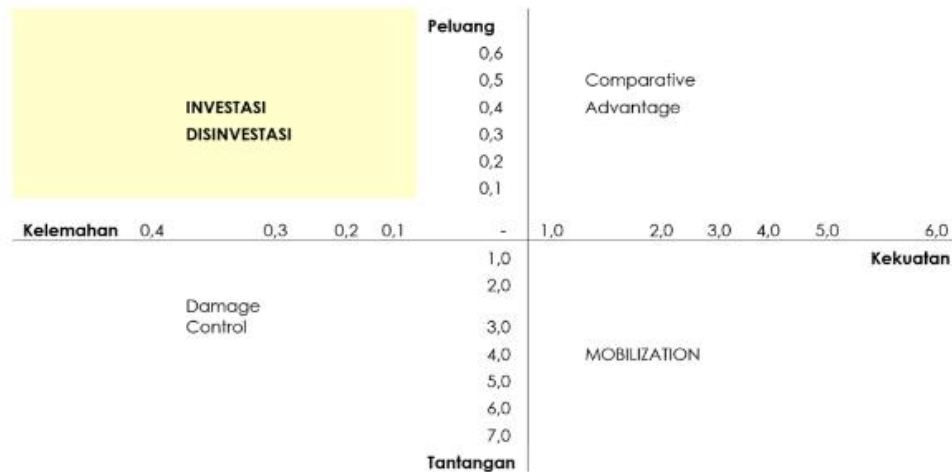 Peluang
0,6
0,5 Comparative
INVESTASI 0,4 Advantage
DISINVESTASI 0,3
0,2
0,1
Kelemahan 0,4 0,3 0,2 0,1 - 1,0 2,0 3,0 4,0 5,0 6,0
1,0 Kekuatan
2,0
Damage
Control 3,0
4,0 MOBILIZATION
5,0
6,0
7,0
Tantangan